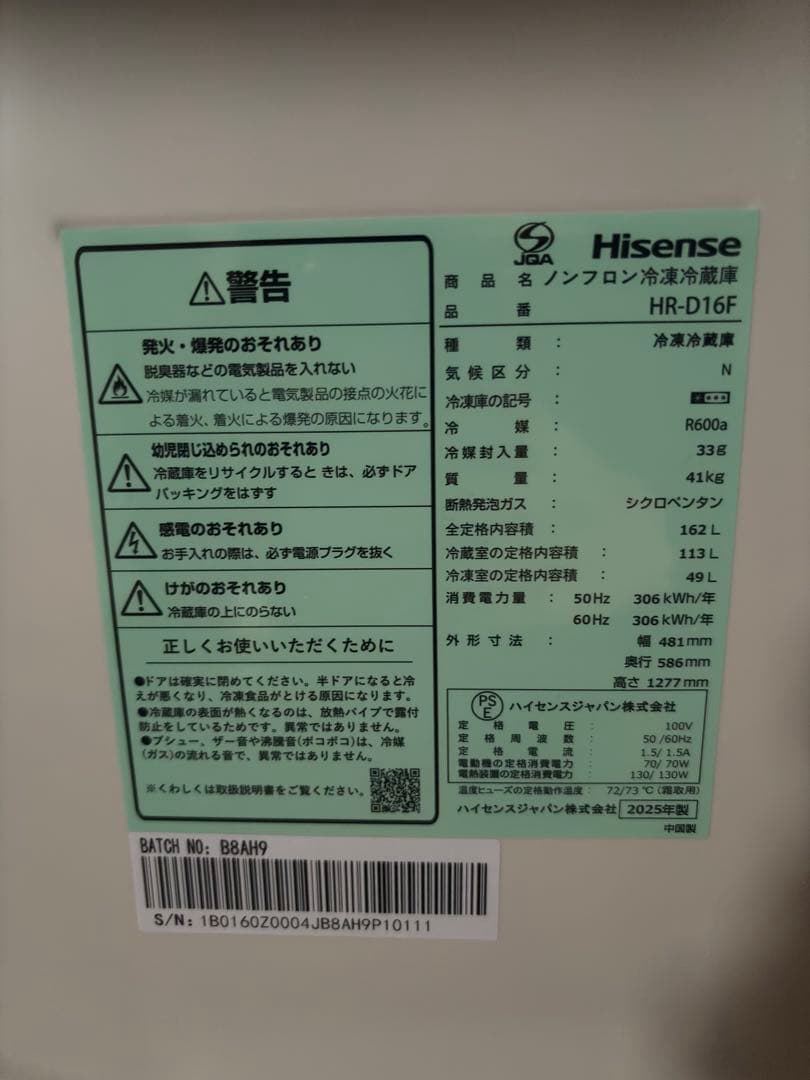 ⚠警告
発火・爆発のおそれあり
脱臭器などの電気製品を入れない
冷媒が漏れていると電気製品の接点の火花に
よる着火、着火による爆発の原因になります。
幼児閉じ込められのおそれあり
冷蔵庫をリサイクルすると きは、必ずドア
パッキングをはずす
感電のおそれあり
お手入れの際は、必ず電源プラグを抜く
けがのおそれあり
冷蔵庫の上にのらない
正しくお使いいただくために
●ドアは確実に閉めてください。半ドアになると冷
えが悪くなり、冷凍食品がとける原因になります。
●冷蔵庫の表面が熱くなるのは、放熱パイプで露付
防止をしているためです。異常ではありません。
●プシュー、ザー音や沸騰音(ポコポコ)は、冷媒
(ガス)の流れる音で、異常ではありません。
※くわしくは取扱説明書をご覧ください。
JQA Hisense
商品名 ノンフロン冷凍冷蔵庫
品番 HR-D16F
種類 : 冷凍冷蔵庫
気候区分 : N
冷凍庫の記号 :
冷媒 : R600a
冷媒封入量 : 33g
質量 : 41kg
断熱発泡ガス : シクロペンタン
全定格内容積 : 162 L
冷蔵室の定格内容積 : 113 L
冷凍室の定格内容積 : 49 L
消費電力量 : 50Hz 306 kWh/年
60Hz 306 kWh/年
外形寸法 : 幅 481mm
奥行 586mm
高さ 1277mm
PSE ハイセンスジャパン株式会社
定格電圧 : 100V
定格周波数 : 50 /60Hz
定格電流 : 1.5/ 1.5A
電動機の定格消費電力 : 70/ 70W
電熱装置の定格消費電力 : 130/ 130W
温度ヒューズの定格動作温度 : 72/73 ℃ (霜取用)
ハイセンスジャパン株式会社 2025年製
中国製
BATCH NO: B8AH9
S/N: 1B0160Z0004JB8AH9P10111